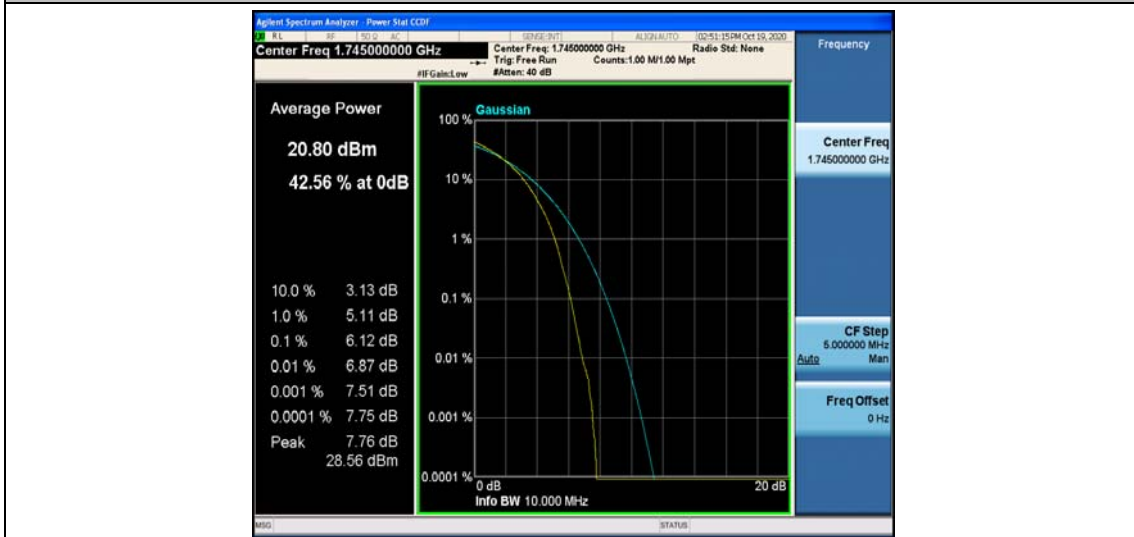 Agilent Spectrum Analyzer - Power Stat CCDF
RL RF 50 Ω AC SENSE:INT ALIGNAUTO 02:51:15PM Oct 19, 2020
Center Freq 1.745000000 GHz
Center Freq: 1.745000000 GHz Radio Std: None
Trig: Free Run Counts:1.00 M/1.00 Mpt
#IFGain:Low #Atten: 40 dB
Frequency
Average Power
20.80 dBm
42.56 % at 0dB
10.0 % 3.13 dB
1.0 % 5.11 dB
0.1 % 6.12 dB
0.01 % 6.87 dB
0.001 % 7.51 dB
0.0001 % 7.75 dB
Peak 7.76 dB
28.56 dBm
Gaussian
100 %
10 %
1 %
0.1 %
0.01 %
0.001 %
0.0001 %
0 dB 20 dB
Info BW 10.000 MHz
Center Freq
1.745000000 GHz
CF Step
5.000000 MHz
Auto Man
Freq Offset
0 Hz
MSG STATUS